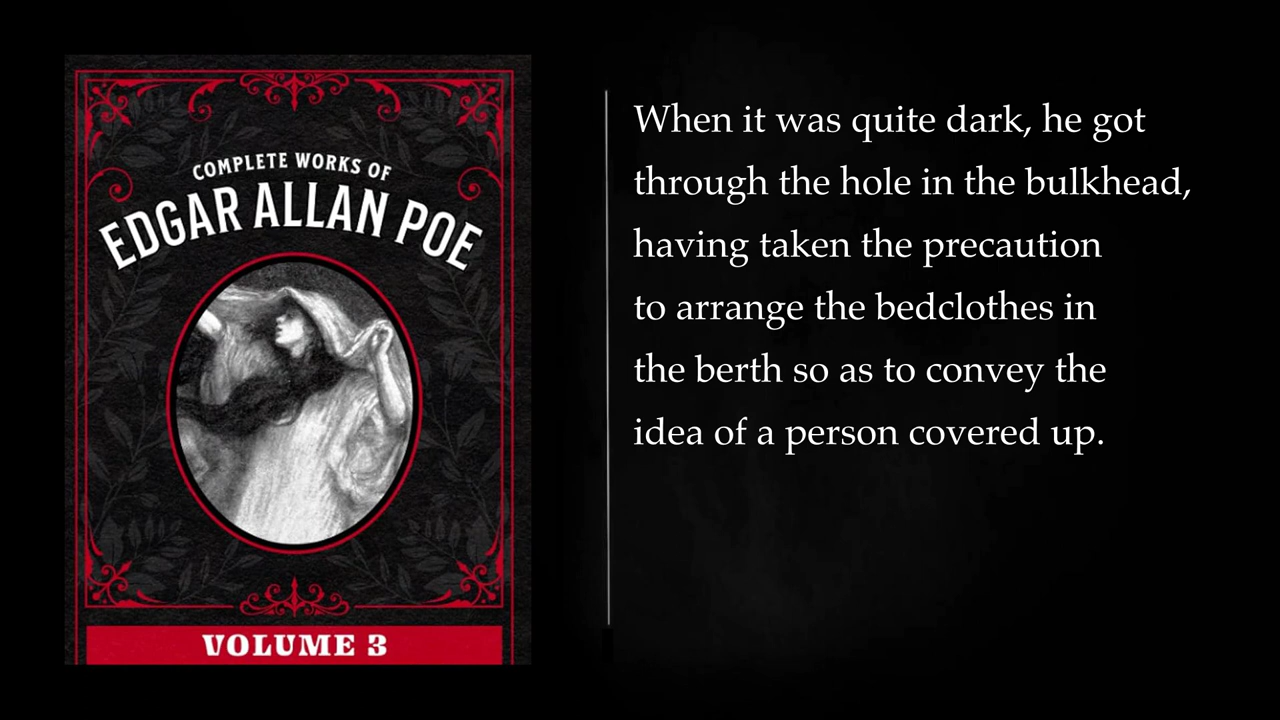 COMPLETE WORKS OF
EDGAR ALLAN POE
VOLUME 3
When it was quite dark, he got
through the hole in the bulkhead,
having taken the precaution
to arrange the bedclothes in
the berth so as to convey the
idea of a person covered up.